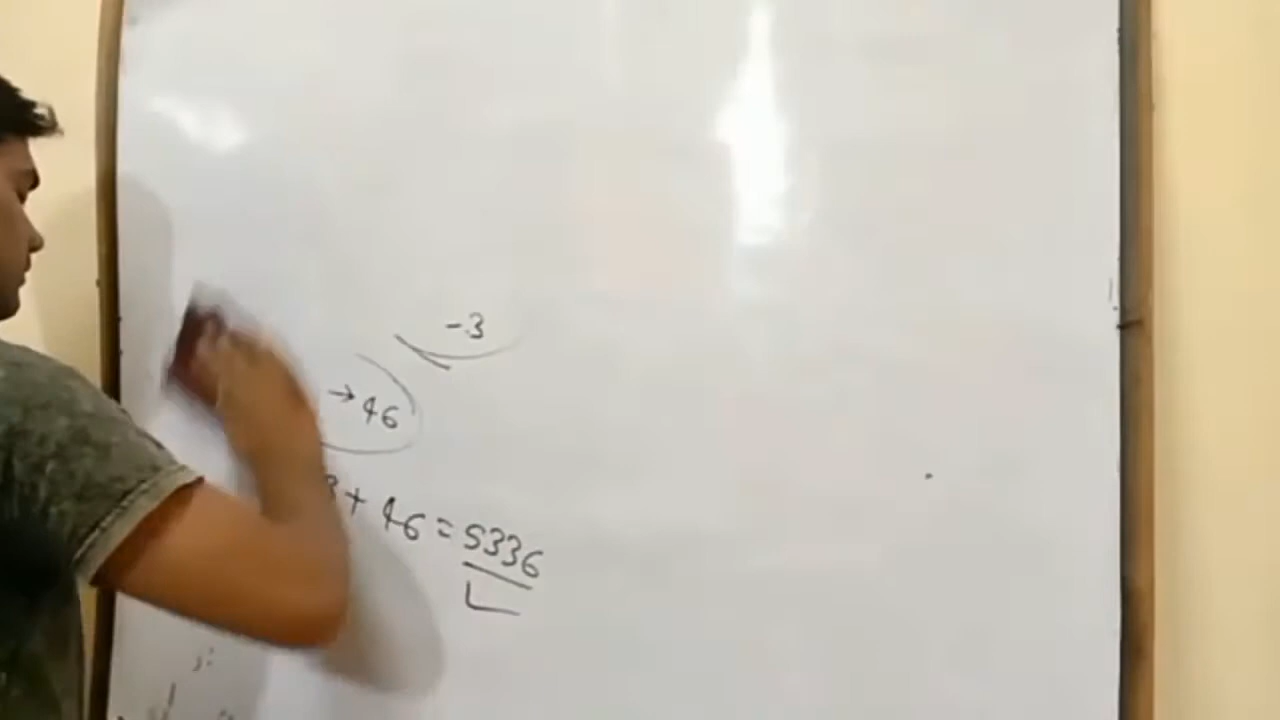 -3
→46
+ 46 = 5336